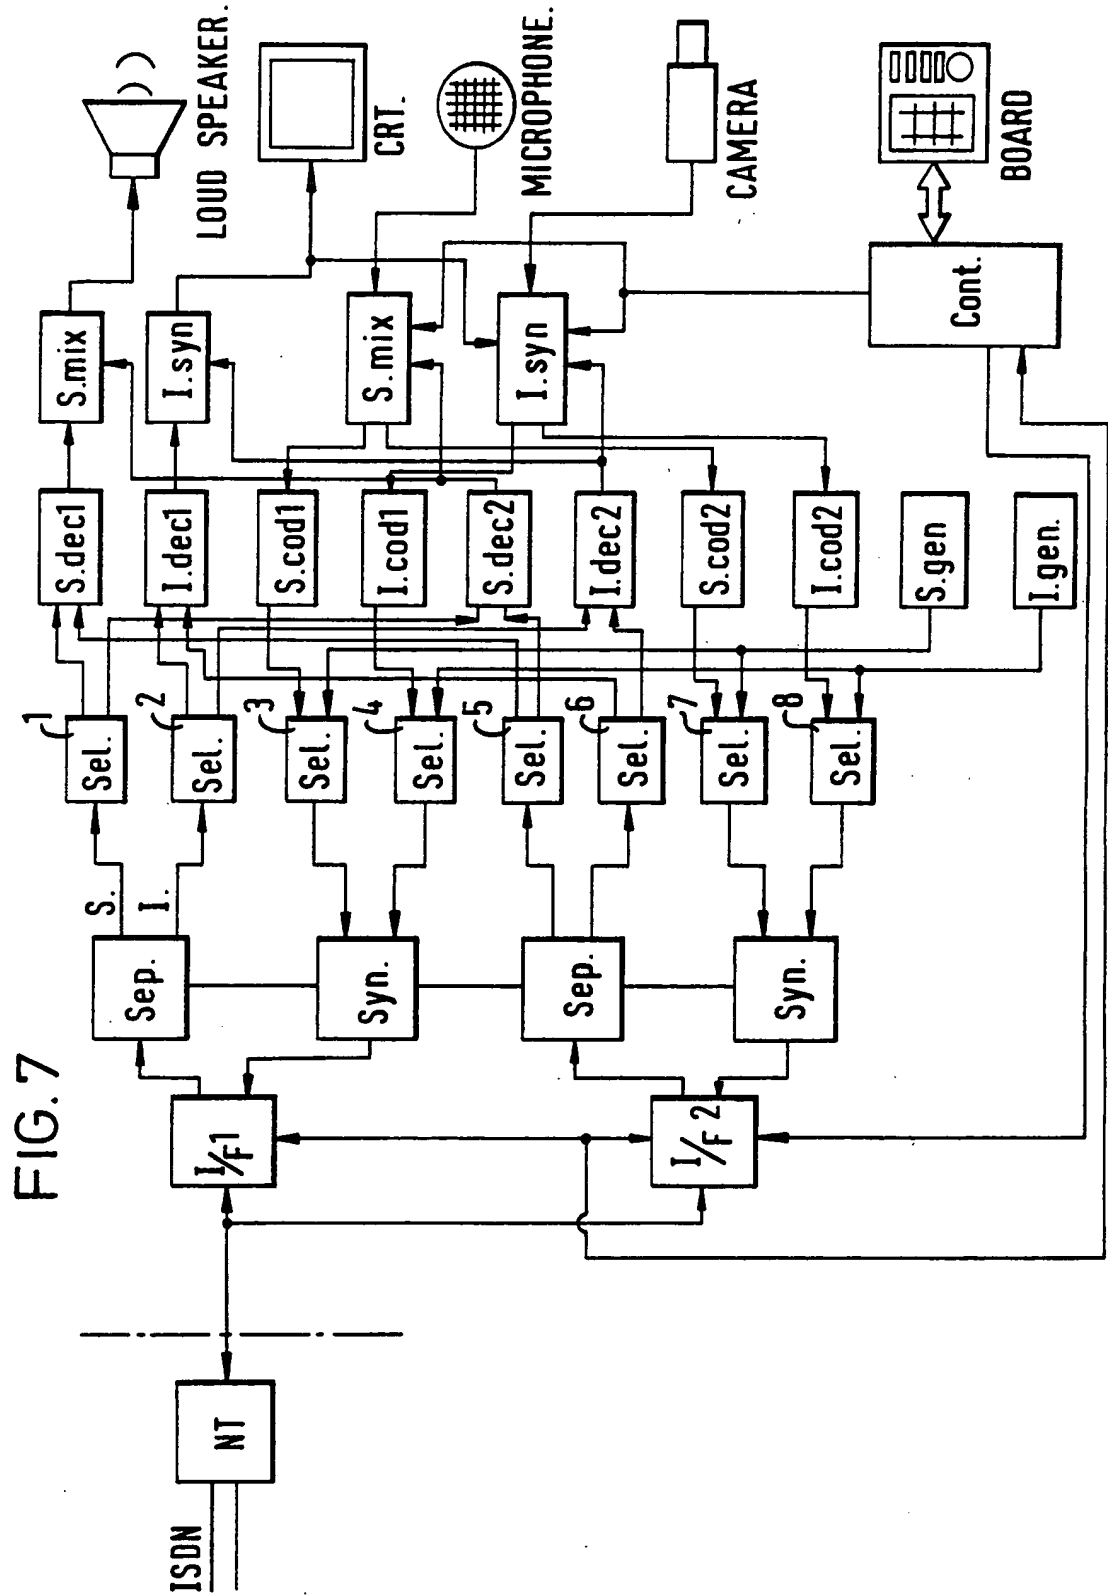 FIG. 7
ISDN
NT
I/F1
I/F2
Sep.
Syn.
Sep.
Syn.
S.
I.
1
Sel.
2
Sel.
3
Sel.
4
Sel.
5
Sel.
6
Sel.
7
Sel.
8
Sel.
S.dec1
I.dec1
S.cod1
I.cod1
S.dec2
I.dec2
S.cod2
I.cod2
S.gen
I.gen.
S.mix
I.syn
S.mix
I.syn
Cont.
LOUD SPEAKER.
CRT.
MICROPHONE.
CAMERA
BOARD